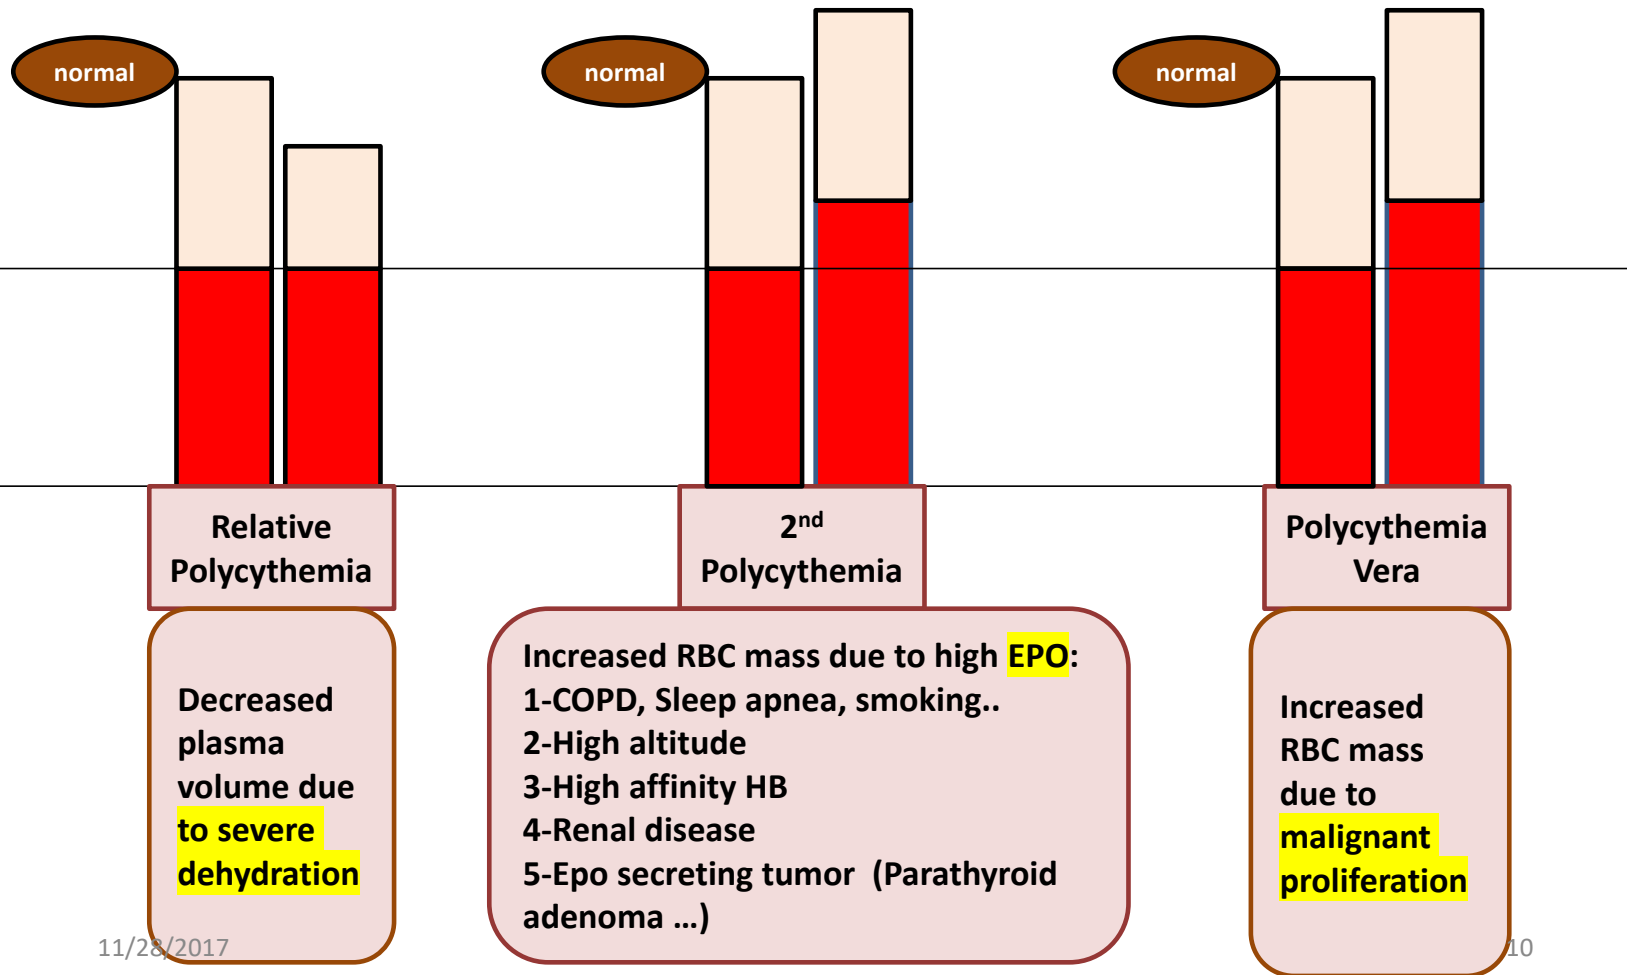 normal
normal
normal
Relative
Polycythemia
2nd
Polycythemia
Polycythemia
Vera
Decreased
plasma
volume due
to severe
dehydration
Increased RBC mass due to high EPO:
1-COPD, Sleep apnea, smoking..
2-High altitude
3-High affinity HB
4-Renal disease
5-Epo secreting tumor (Parathyroid
adenoma ...)
Increased
RBC mass
due to
malignant
proliferation
11/28/2017
10